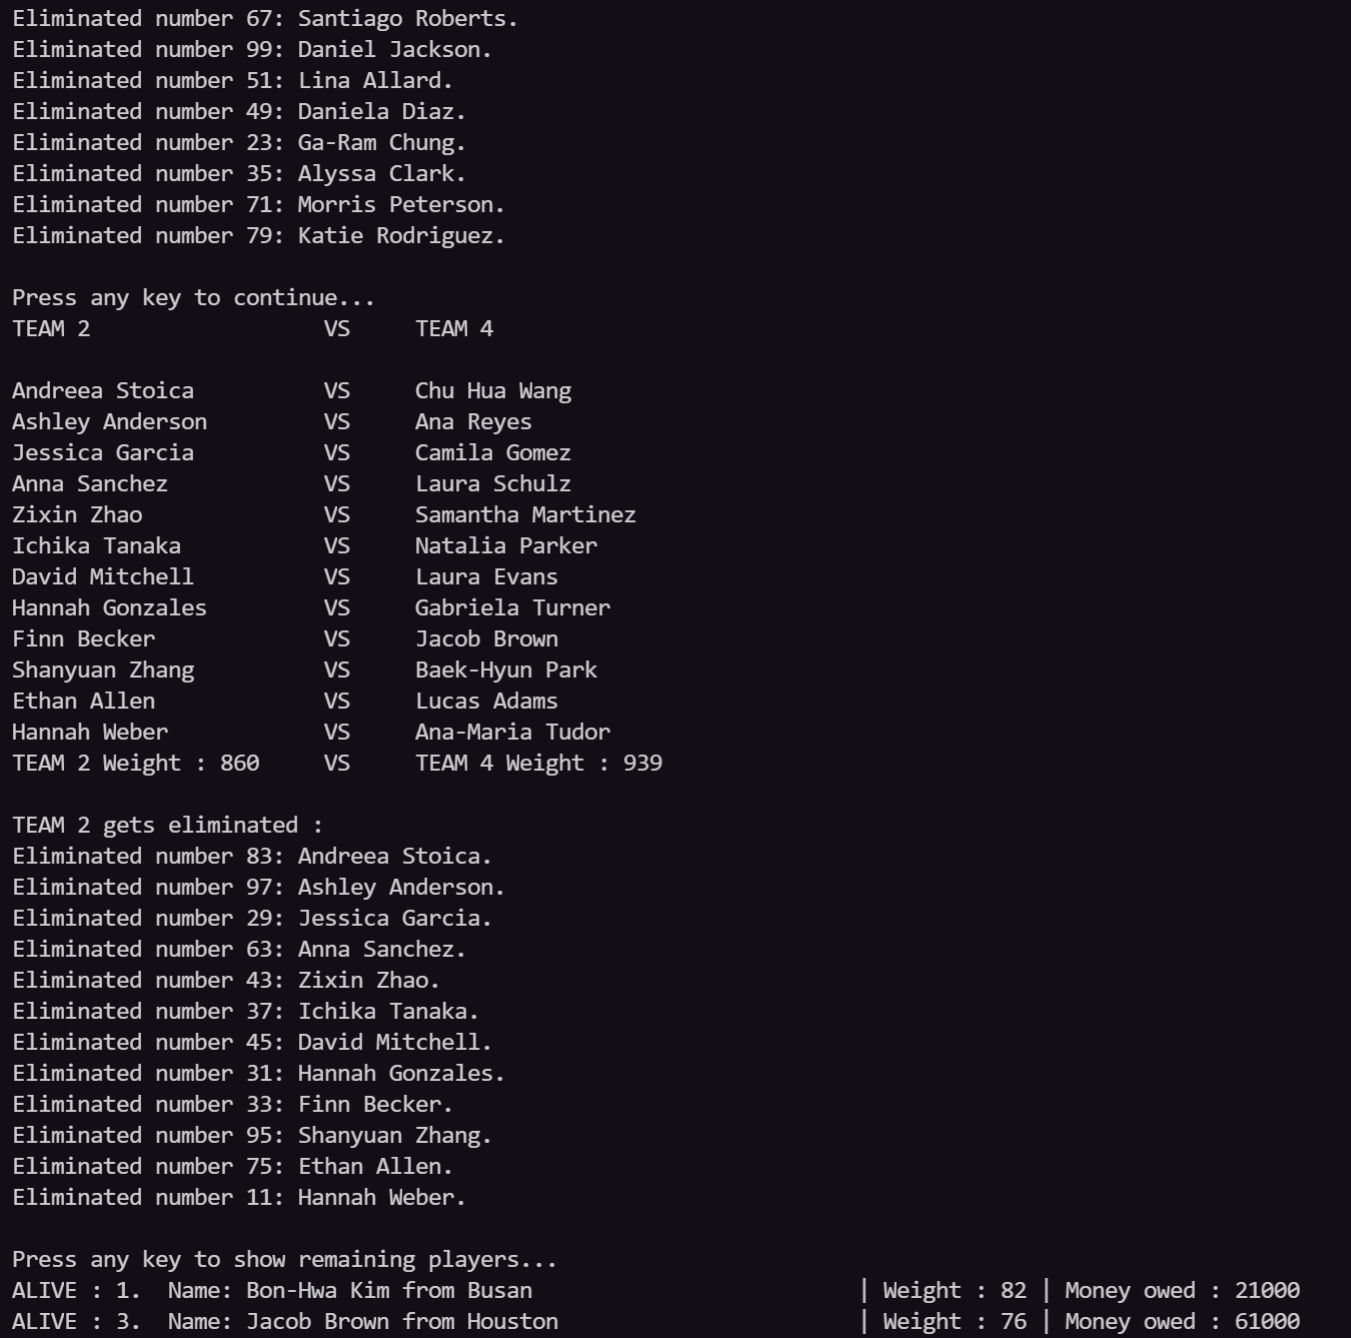 Eliminated number 67: Santiago Roberts.
Eliminated number 99: Daniel Jackson.
Eliminated number 51: Lina Allard.
Eliminated number 49: Daniela Diaz.
Eliminated number 23: Ga-Ram Chung.
Eliminated number 35: Alyssa Clark.
Eliminated number 71: Morris Peterson.
Eliminated number 79: Katie Rodriguez.
Press any key to continue...
TEAM 2 VS TEAM 4
Andreea Stoica VS Chu Hua Wang
Ashley Anderson VS Ana Reyes
Jessica Garcia VS Camila Gomez
Anna Sanchez VS Laura Schulz
Zixin Zhao VS Samantha Martinez
Ichika Tanaka VS Natalia Parker
David Mitchell VS Laura Evans
Hannah Gonzales VS Gabriela Turner
Finn Becker VS Jacob Brown
Shanyuan Zhang VS Baek-Hyun Park
Ethan Allen VS Lucas Adams
Hannah Weber VS Ana-Maria Tudor
TEAM 2 Weight : 860 VS TEAM 4 Weight : 939
TEAM 2 gets eliminated :
Eliminated number 83: Andreea Stoica.
Eliminated number 97: Ashley Anderson.
Eliminated number 29: Jessica Garcia.
Eliminated number 63: Anna Sanchez.
Eliminated number 43: Zixin Zhao.
Eliminated number 37: Ichika Tanaka.
Eliminated number 45: David Mitchell.
Eliminated number 31: Hannah Gonzales.
Eliminated number 33: Finn Becker.
Eliminated number 95: Shanyuan Zhang.
Eliminated number 75: Ethan Allen.
Eliminated number 11: Hannah Weber.
Press any key to show remaining players...
ALIVE : 1. Name: Bon-Hwa Kim from Busan | Weight : 82 | Money owed : 21000
ALIVE : 3. Name: Jacob Brown from Houston | Weight : 76 | Money owed : 61000